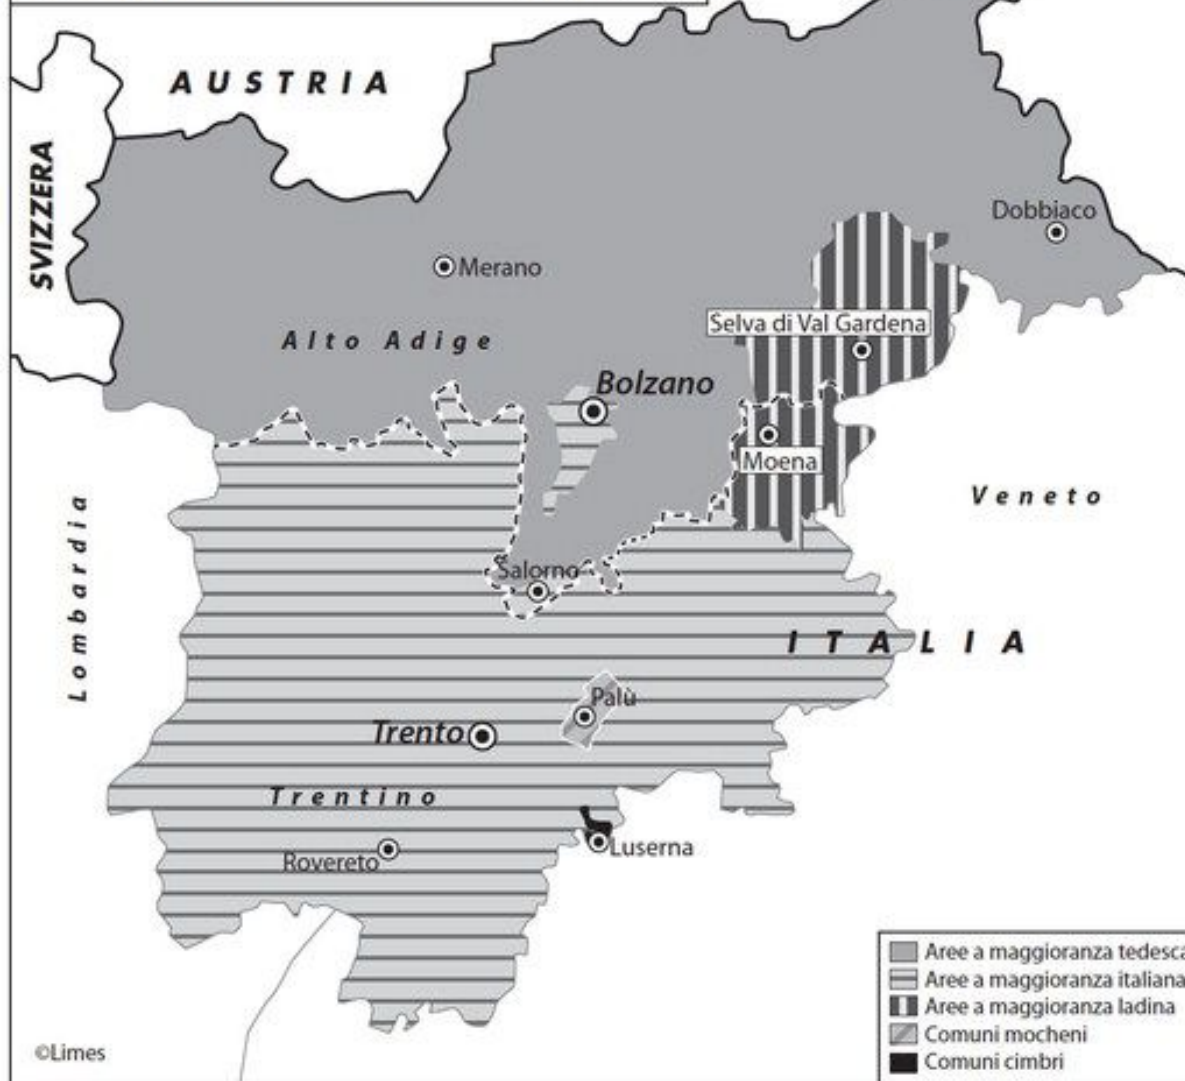 AUSTRIA
SVIZZERA
Dobbiaco
Merano
Selva di Val Gardena
Alto Adige
Bolzano
Moena
Veneto
Lombardia
Salorno
ITALIA
Palù
Trento
Trentino
Rovereto
Luserna
Aree a maggioranza tedesca
Aree a maggioranza italiana
Aree a maggioranza ladina
Comuni mocheni
Comuni cimbri
©Limes